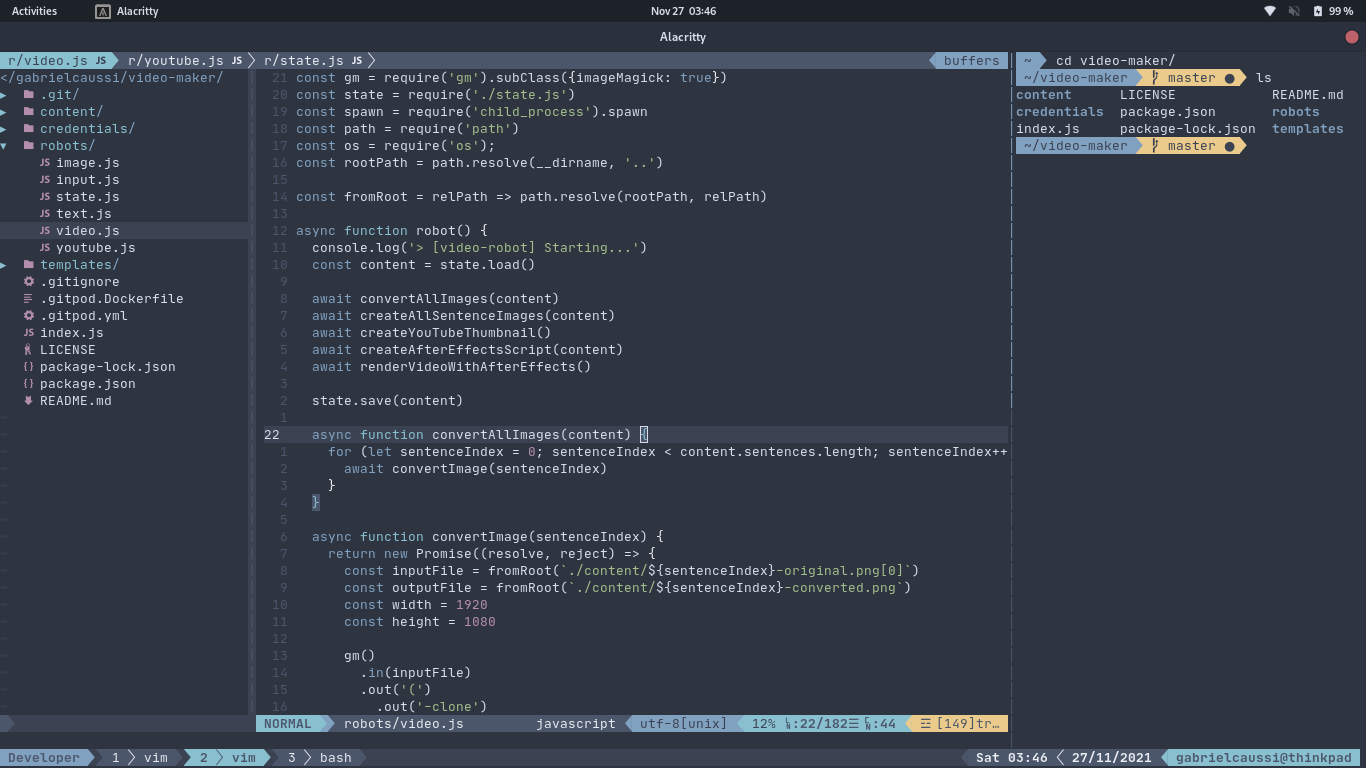 Activities Alacritty Nov 27 03:46 99 %
Alacritty
r/video.js JS r/youtube.js JS r/state.js JS buffers
</gabrielcaussi/video-maker/
▸ .git/
▸ content/
▸ credentials/
▾ robots/
JS image.js
JS input.js
JS state.js
JS text.js
JS video.js
JS youtube.js
▸ templates/
.gitignore
.gitpod.Dockerfile
.gitpod.yml
JS index.js
LICENSE
{} package-lock.json
{} package.json
README.md
21 const gm = require('gm').subClass({imageMagick: true})
20 const state = require('./state.js')
19 const spawn = require('child_process').spawn
18 const path = require('path')
17 const os = require('os');
16 const rootPath = path.resolve(__dirname, '..')
15
14 const fromRoot = relPath => path.resolve(rootPath, relPath)
13
12 async function robot() {
11 console.log('> [video-robot] Starting...')
10 const content = state.load()
9
8 await convertAllImages(content)
7 await createAllSentenceImages(content)
6 await createYouTubeThumbnail()
5 await createAfterEffectsScript(content)
4 await renderVideoWithAfterEffects()
3
2 state.save(content)
1
22 async function convertAllImages(content) {
1 for (let sentenceIndex = 0; sentenceIndex < content.sentences.length; sentenceIndex++
2 await convertImage(sentenceIndex)
3 }
4 }
5
6 async function convertImage(sentenceIndex) {
7 return new Promise((resolve, reject) => {
8 const inputFile = fromRoot(`./content/${sentenceIndex}-original.png[0]`)
9 const outputFile = fromRoot(`./content/${sentenceIndex}-converted.png`)
10 const width = 1920
11 const height = 1080
12
13 gm()
14 .in(inputFile)
15 .out('(')
16 .out('-clone')
NORMAL robots/video.js javascript utf-8[unix] 12% ㏑:22/182☰ ℅:44 ☲ [149]tr…
~ cd video-maker/
~/video-maker master ● ls
content LICENSE README.md
credentials package.json robots
index.js package-lock.json templates
~/video-maker master ●
Developer 1 vim 2 vim 3 bash Sat 03:46 27/11/2021 gabrielcaussi@thinkpad